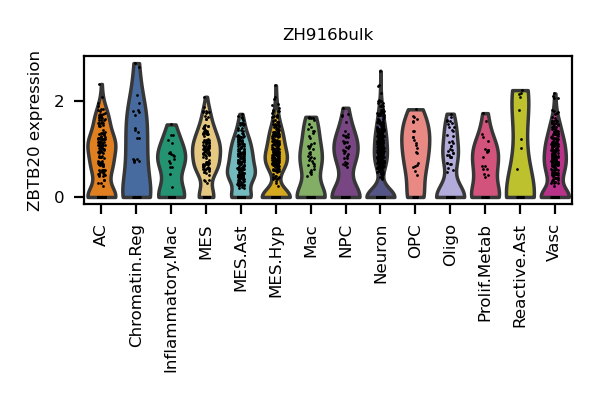 ZH916bulk
ZBTB20 expression
2
0
AC
Chromatin.Reg
Inflammatory.Mac
MES
MES.Ast
MES.Hyp
Mac
NPC
Neuron
OPC
Oligo
Prolif.Metab
Reactive.Ast
Vasc